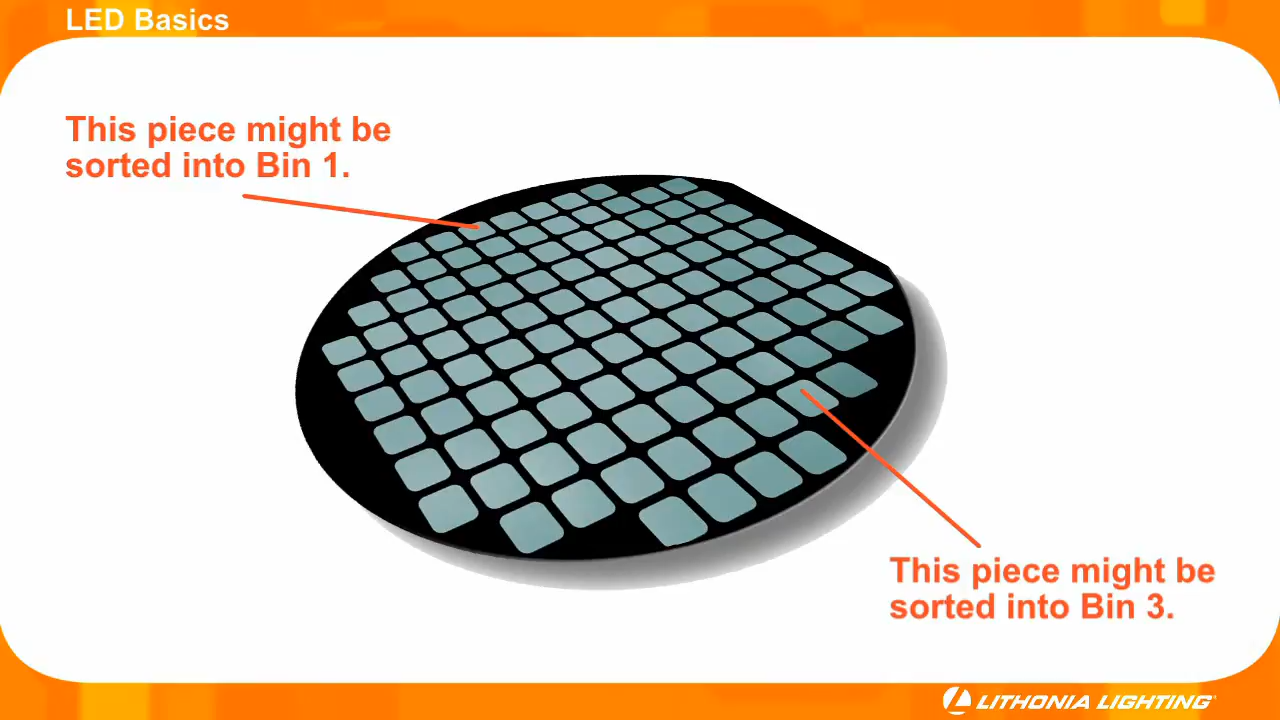 LED Basics
This piece might be
sorted into Bin 1.
This piece might be
sorted into Bin 3.
LITHONIA LIGHTING®